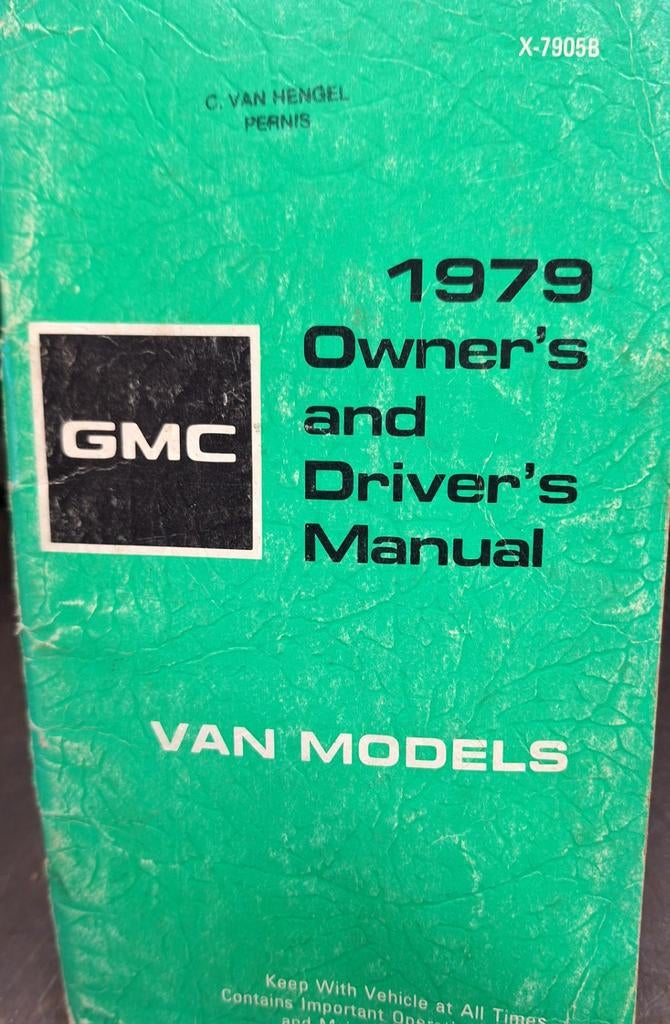 X-7905B
C. VAN HENGEL
PERNIS
1979
Owner's
and
Driver's
Manual
GMC
VAN MODELS
Keep With Vehicle at All Times
Contains Important
and